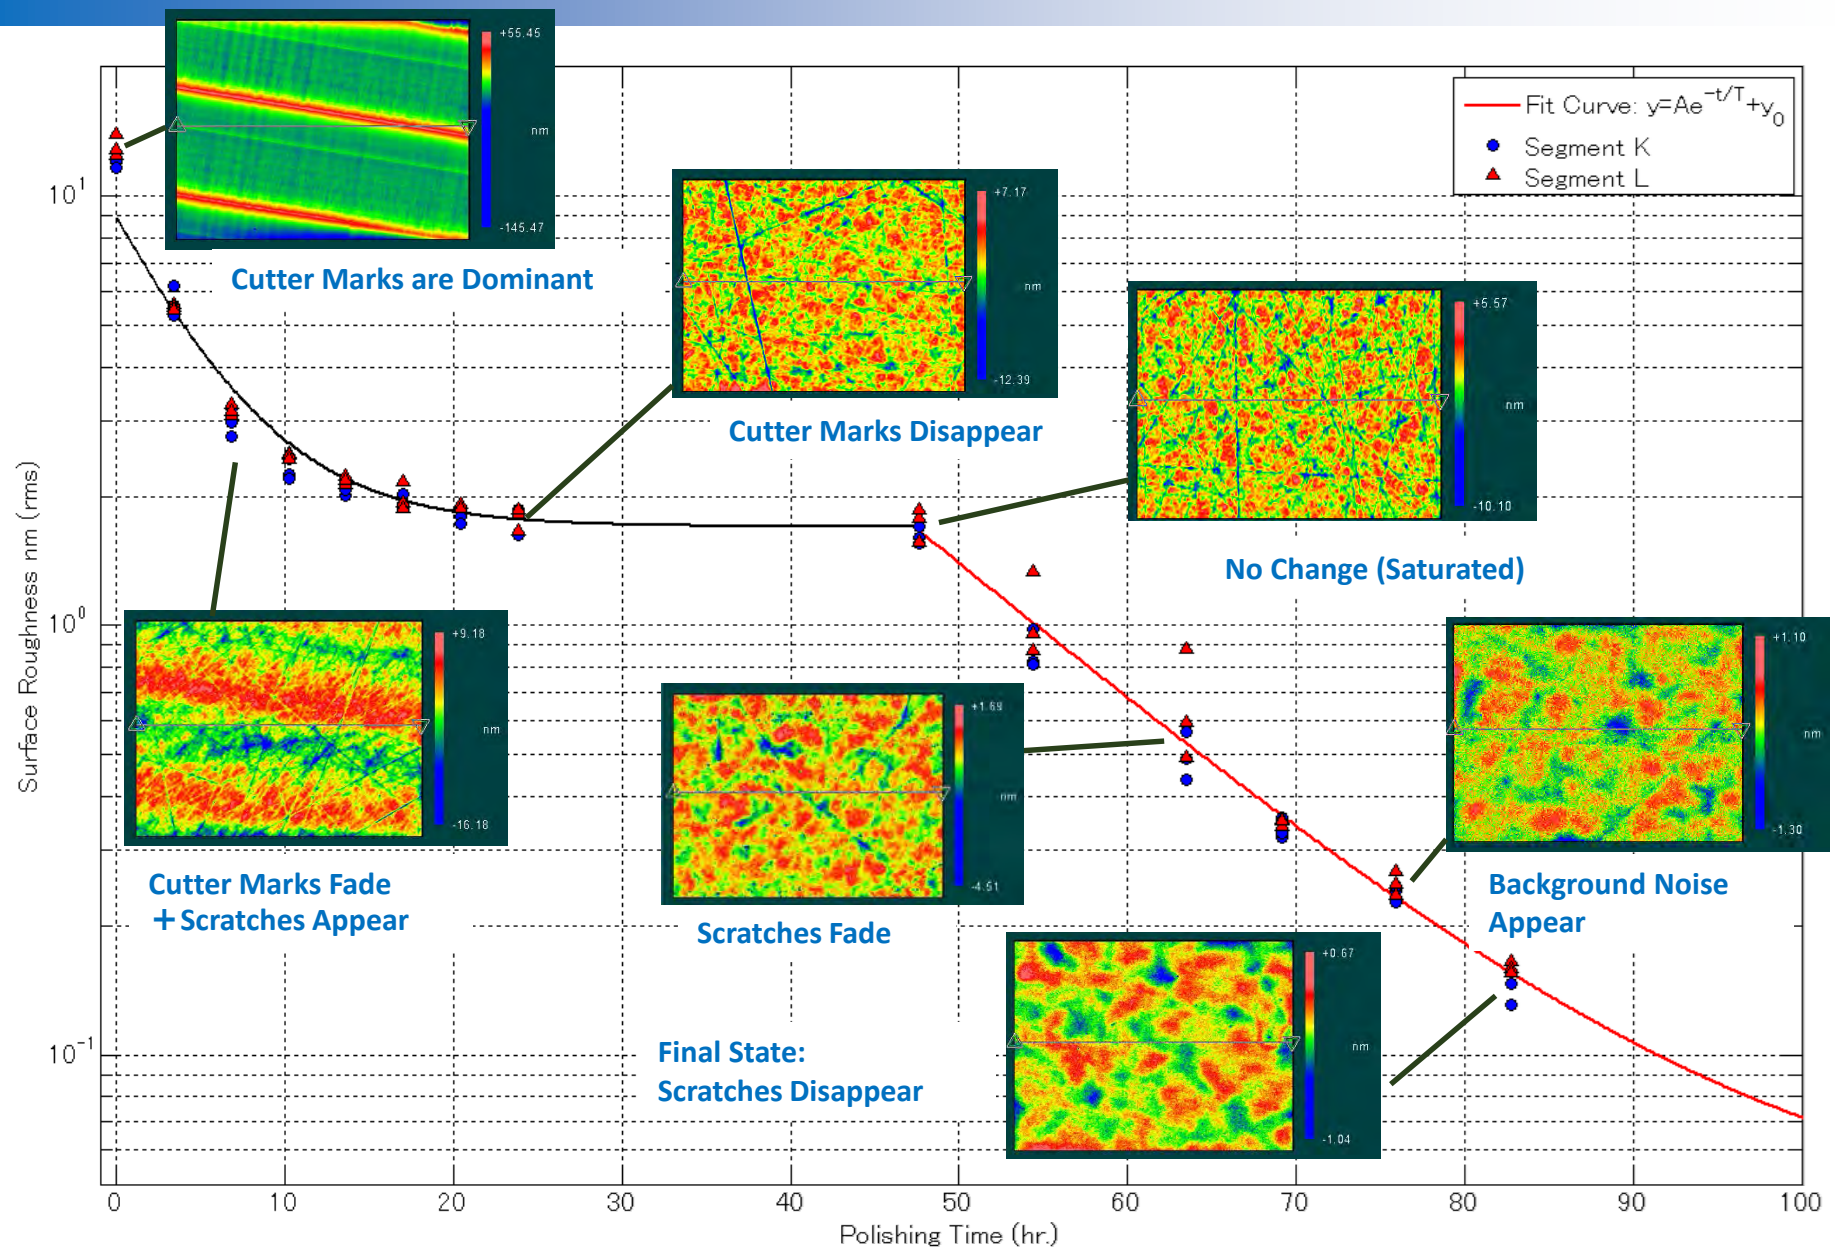 +55.45
nm
-145.47
Cutter Marks are Dominant
Fit Curve: y=Ae^-t/T+y₀
Segment K
Segment L
+7.17
nm
-12.39
Cutter Marks Disappear
+5.57
nm
-10.10
No Change (Saturated)
+9.18
nm
-16.18
Cutter Marks Fade
+Scratches Appear
+1.69
nm
-4.51
Scratches Fade
+1.10
nm
-1.30
Background Noise
Appear
+0.67
nm
-1.04
Final State:
Scratches Disappear
Surface Roughness nm (rms)
10¹
10⁰
10⁻¹
0 10 20 30 40 50 60 70 80 90 100
Polishing Time (hr.)